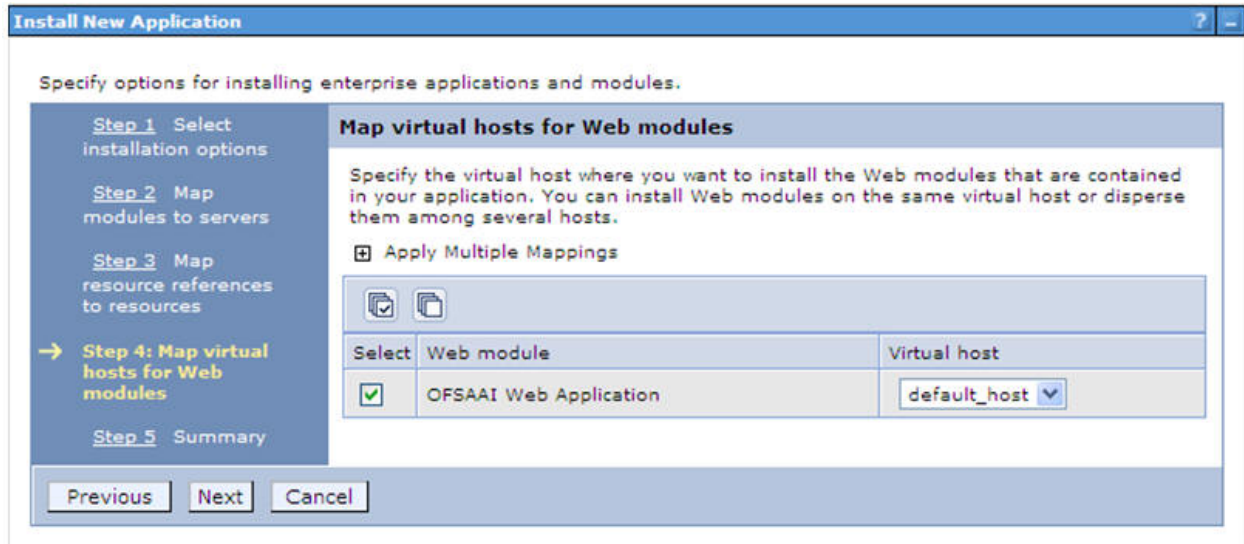 Install New Application
? –
Specify options for installing enterprise applications and modules.
Step 1 Select
installation options
Step 2 Map
modules to servers
Step 3 Map
resource references
to resources
Step 4: Map virtual
hosts for Web
modules
Step 5 Summary
Map virtual hosts for Web modules
Specify the virtual host where you want to install the Web modules that are contained
in your application. You can install Web modules on the same virtual host or disperse
them among several hosts.
Apply Multiple Mappings
Select Web module Virtual host
OFSAAI Web Application default_host
Previous Next Cancel